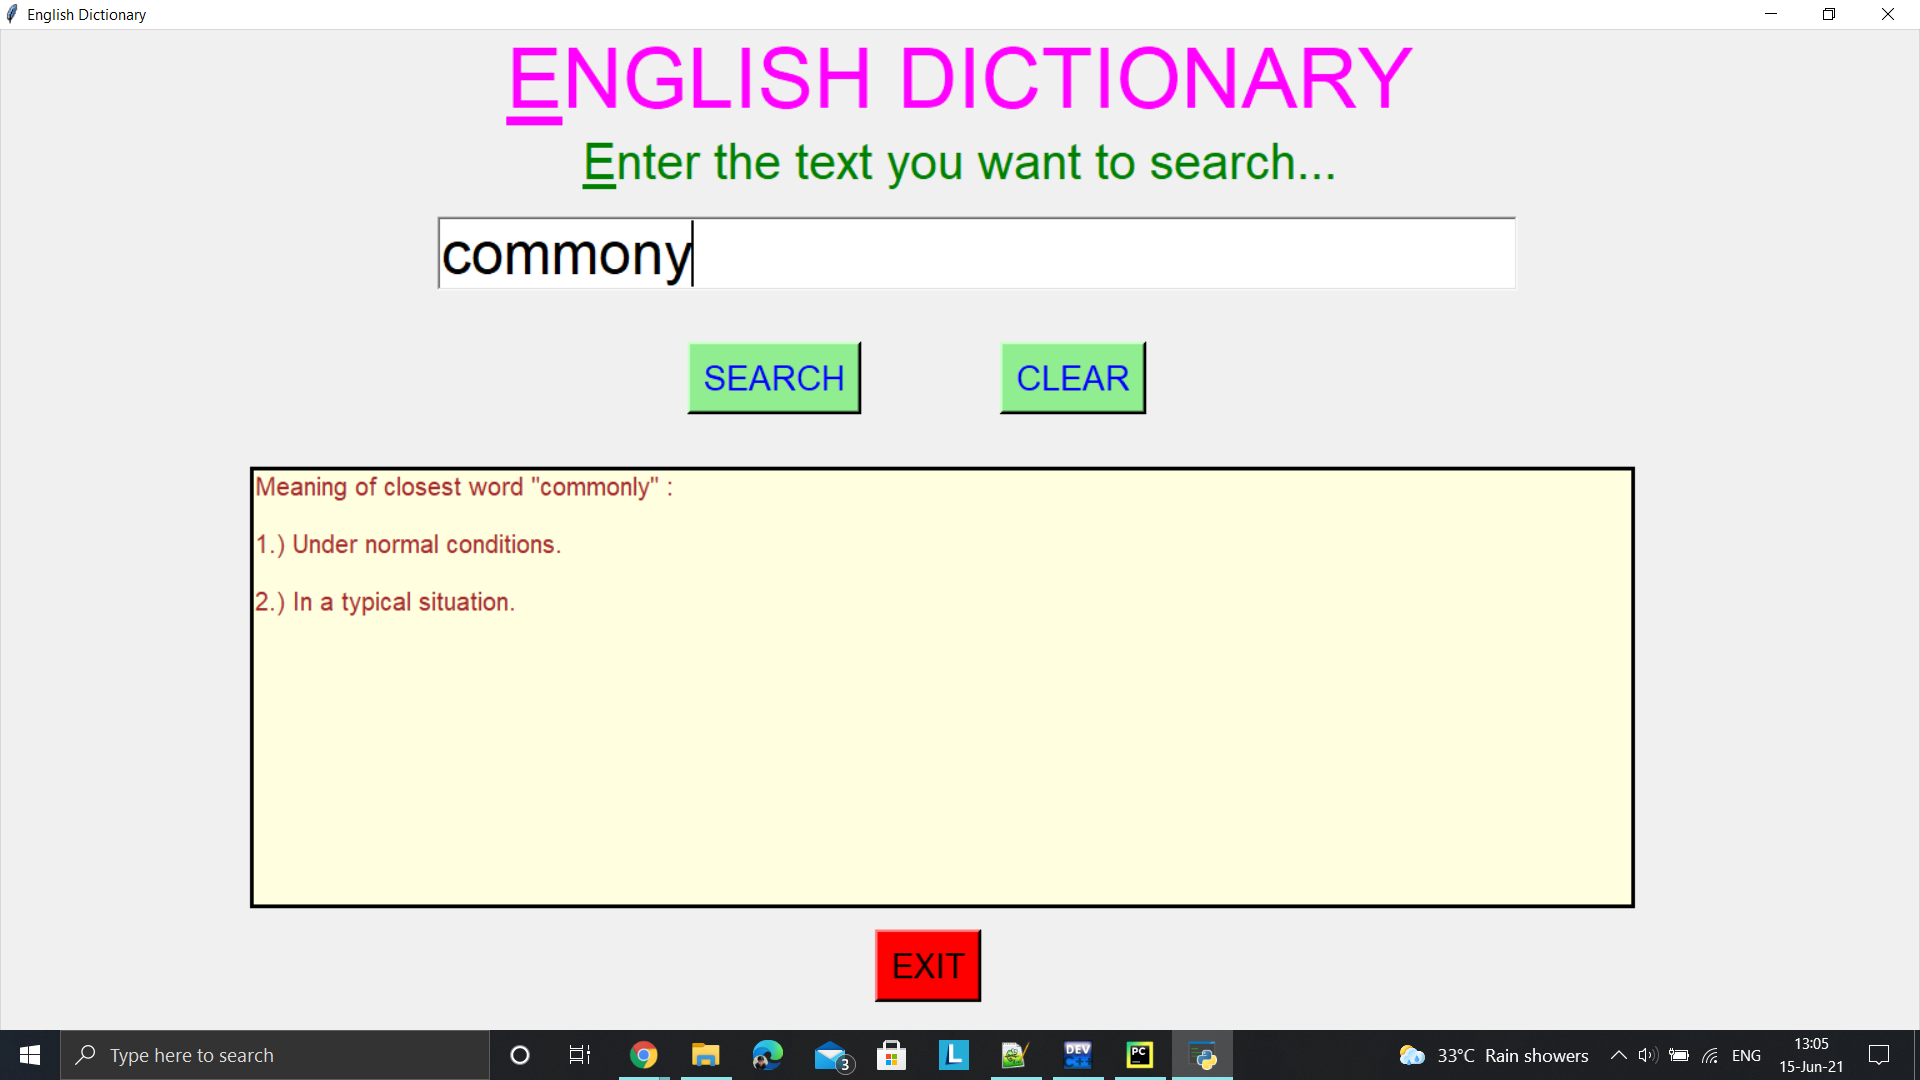 English Dictionary
ENGLISH DICTIONARY
Enter the text you want to search...
commony
SEARCH
CLEAR
Meaning of closest word "commonly" :
1.) Under normal conditions.
2.) In a typical situation.
EXIT
Type here to search
3
L
DEV
C++
PC
33°C Rain showers
ENG
13:05
15-Jun-21